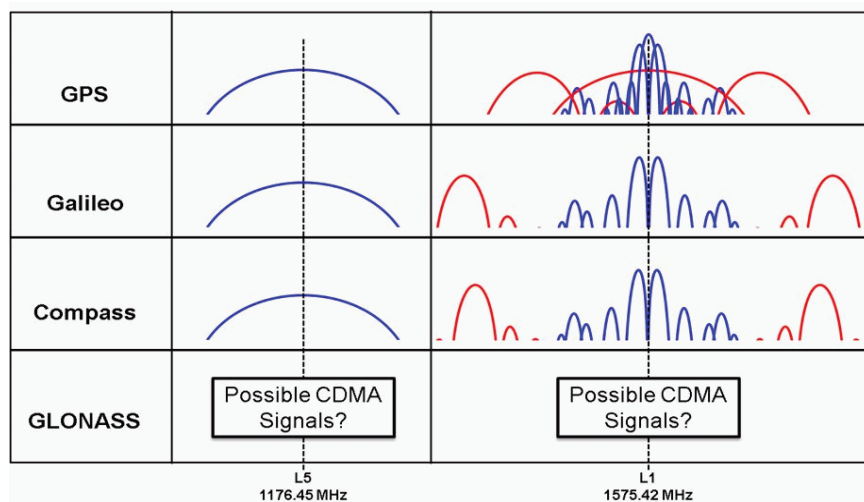 GPS
Galileo
Compass
GLONASS
Possible CDMA
Signals?
Possible CDMA
Signals?
L5
1176.45 MHz
L1
1575.42 MHz